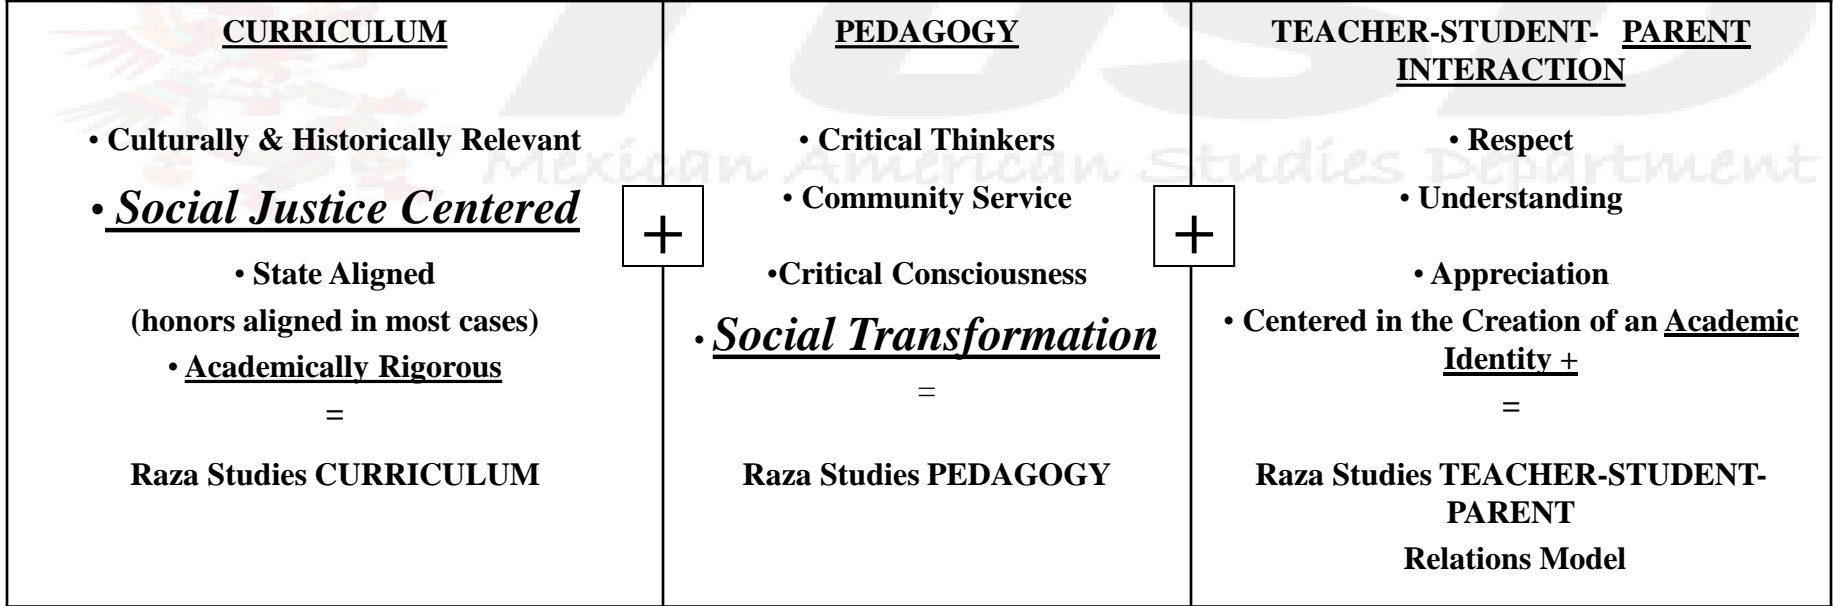 TUSD
Mexican American Studies Department
CURRICULUM
• Culturally & Historically Relevant
• Social Justice Centered
• State Aligned
(honors aligned in most cases)
• Academically Rigorous
=
Raza Studies CURRICULUM
+
PEDAGOGY
• Critical Thinkers
• Community Service
•Critical Consciousness
• Social Transformation
=
Raza Studies PEDAGOGY
+
TEACHER-STUDENT- PARENT
INTERACTION
• Respect
• Understanding
• Appreciation
• Centered in the Creation of an Academic
Identity +
=
Raza Studies TEACHER-STUDENT-
PARENT
Relations Model